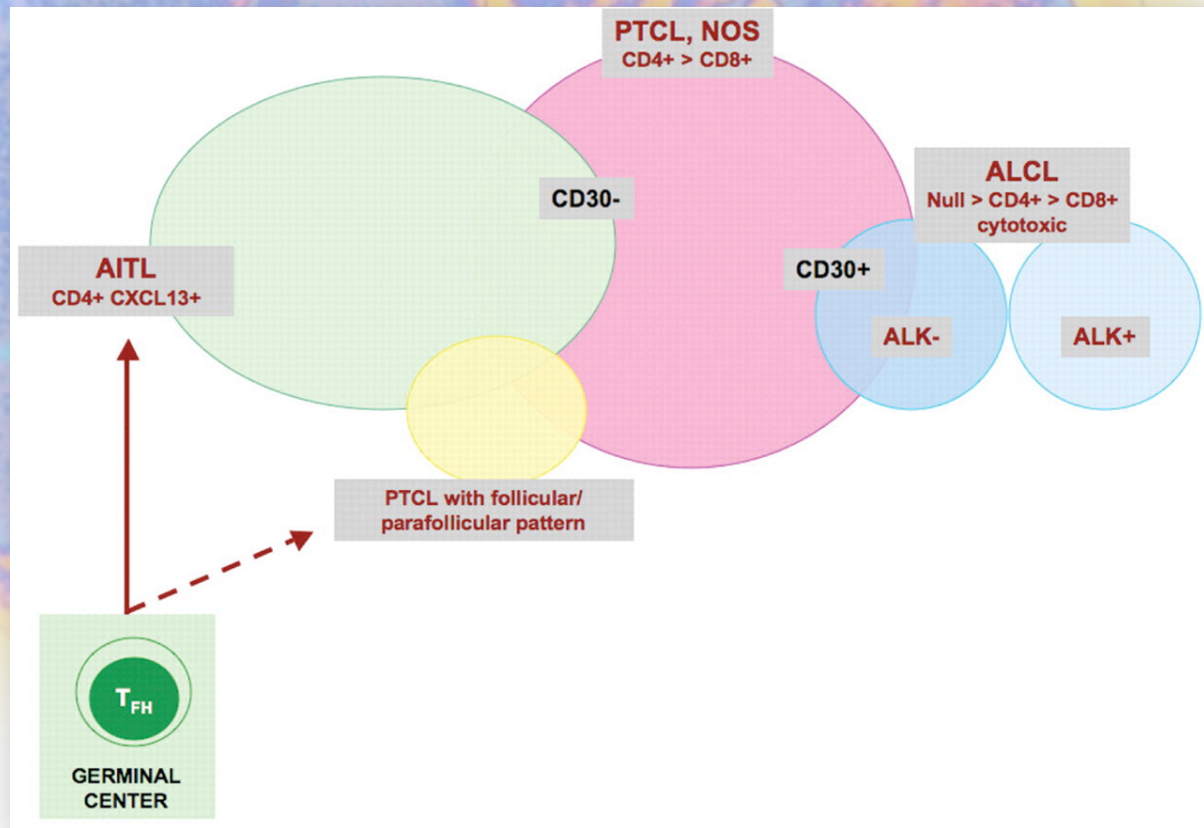 PTCL, NOS
CD4+ > CD8+
CD30-
ALCL
Null > CD4+ > CD8+
cytotoxic
AITL
CD4+ CXCL13+
CD30+
ALK-
ALK+
PTCL with follicular/
parafollicular pattern
TFH
GERMINAL
CENTER